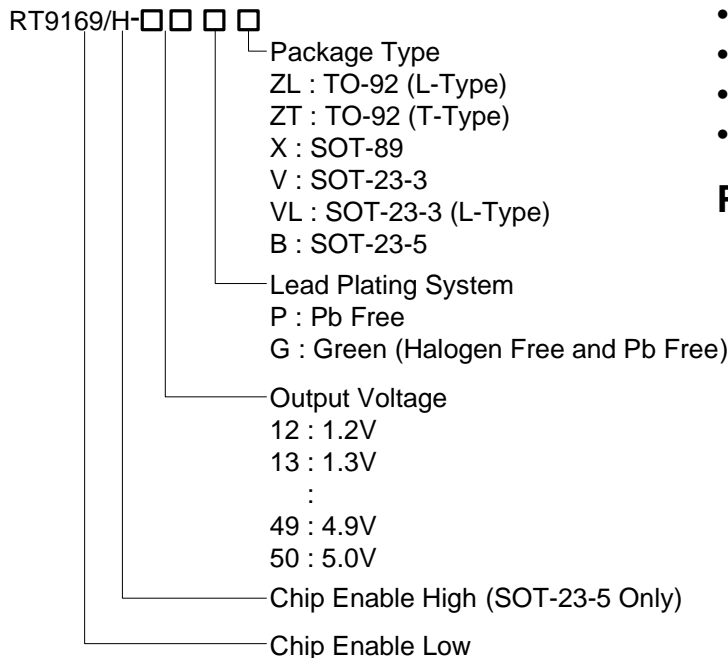 RT9169/H-□□ □ □
Package Type
ZL : TO-92 (L-Type)
ZT : TO-92 (T-Type)
X : SOT-89
V : SOT-23-3
VL : SOT-23-3 (L-Type)
B : SOT-23-5
Lead Plating System
P : Pb Free
G : Green (Halogen Free and Pb Free)
Output Voltage
12 : 1.2V
13 : 1.3V
:
49 : 4.9V
50 : 5.0V
Chip Enable High (SOT-23-5 Only)
Chip Enable Low